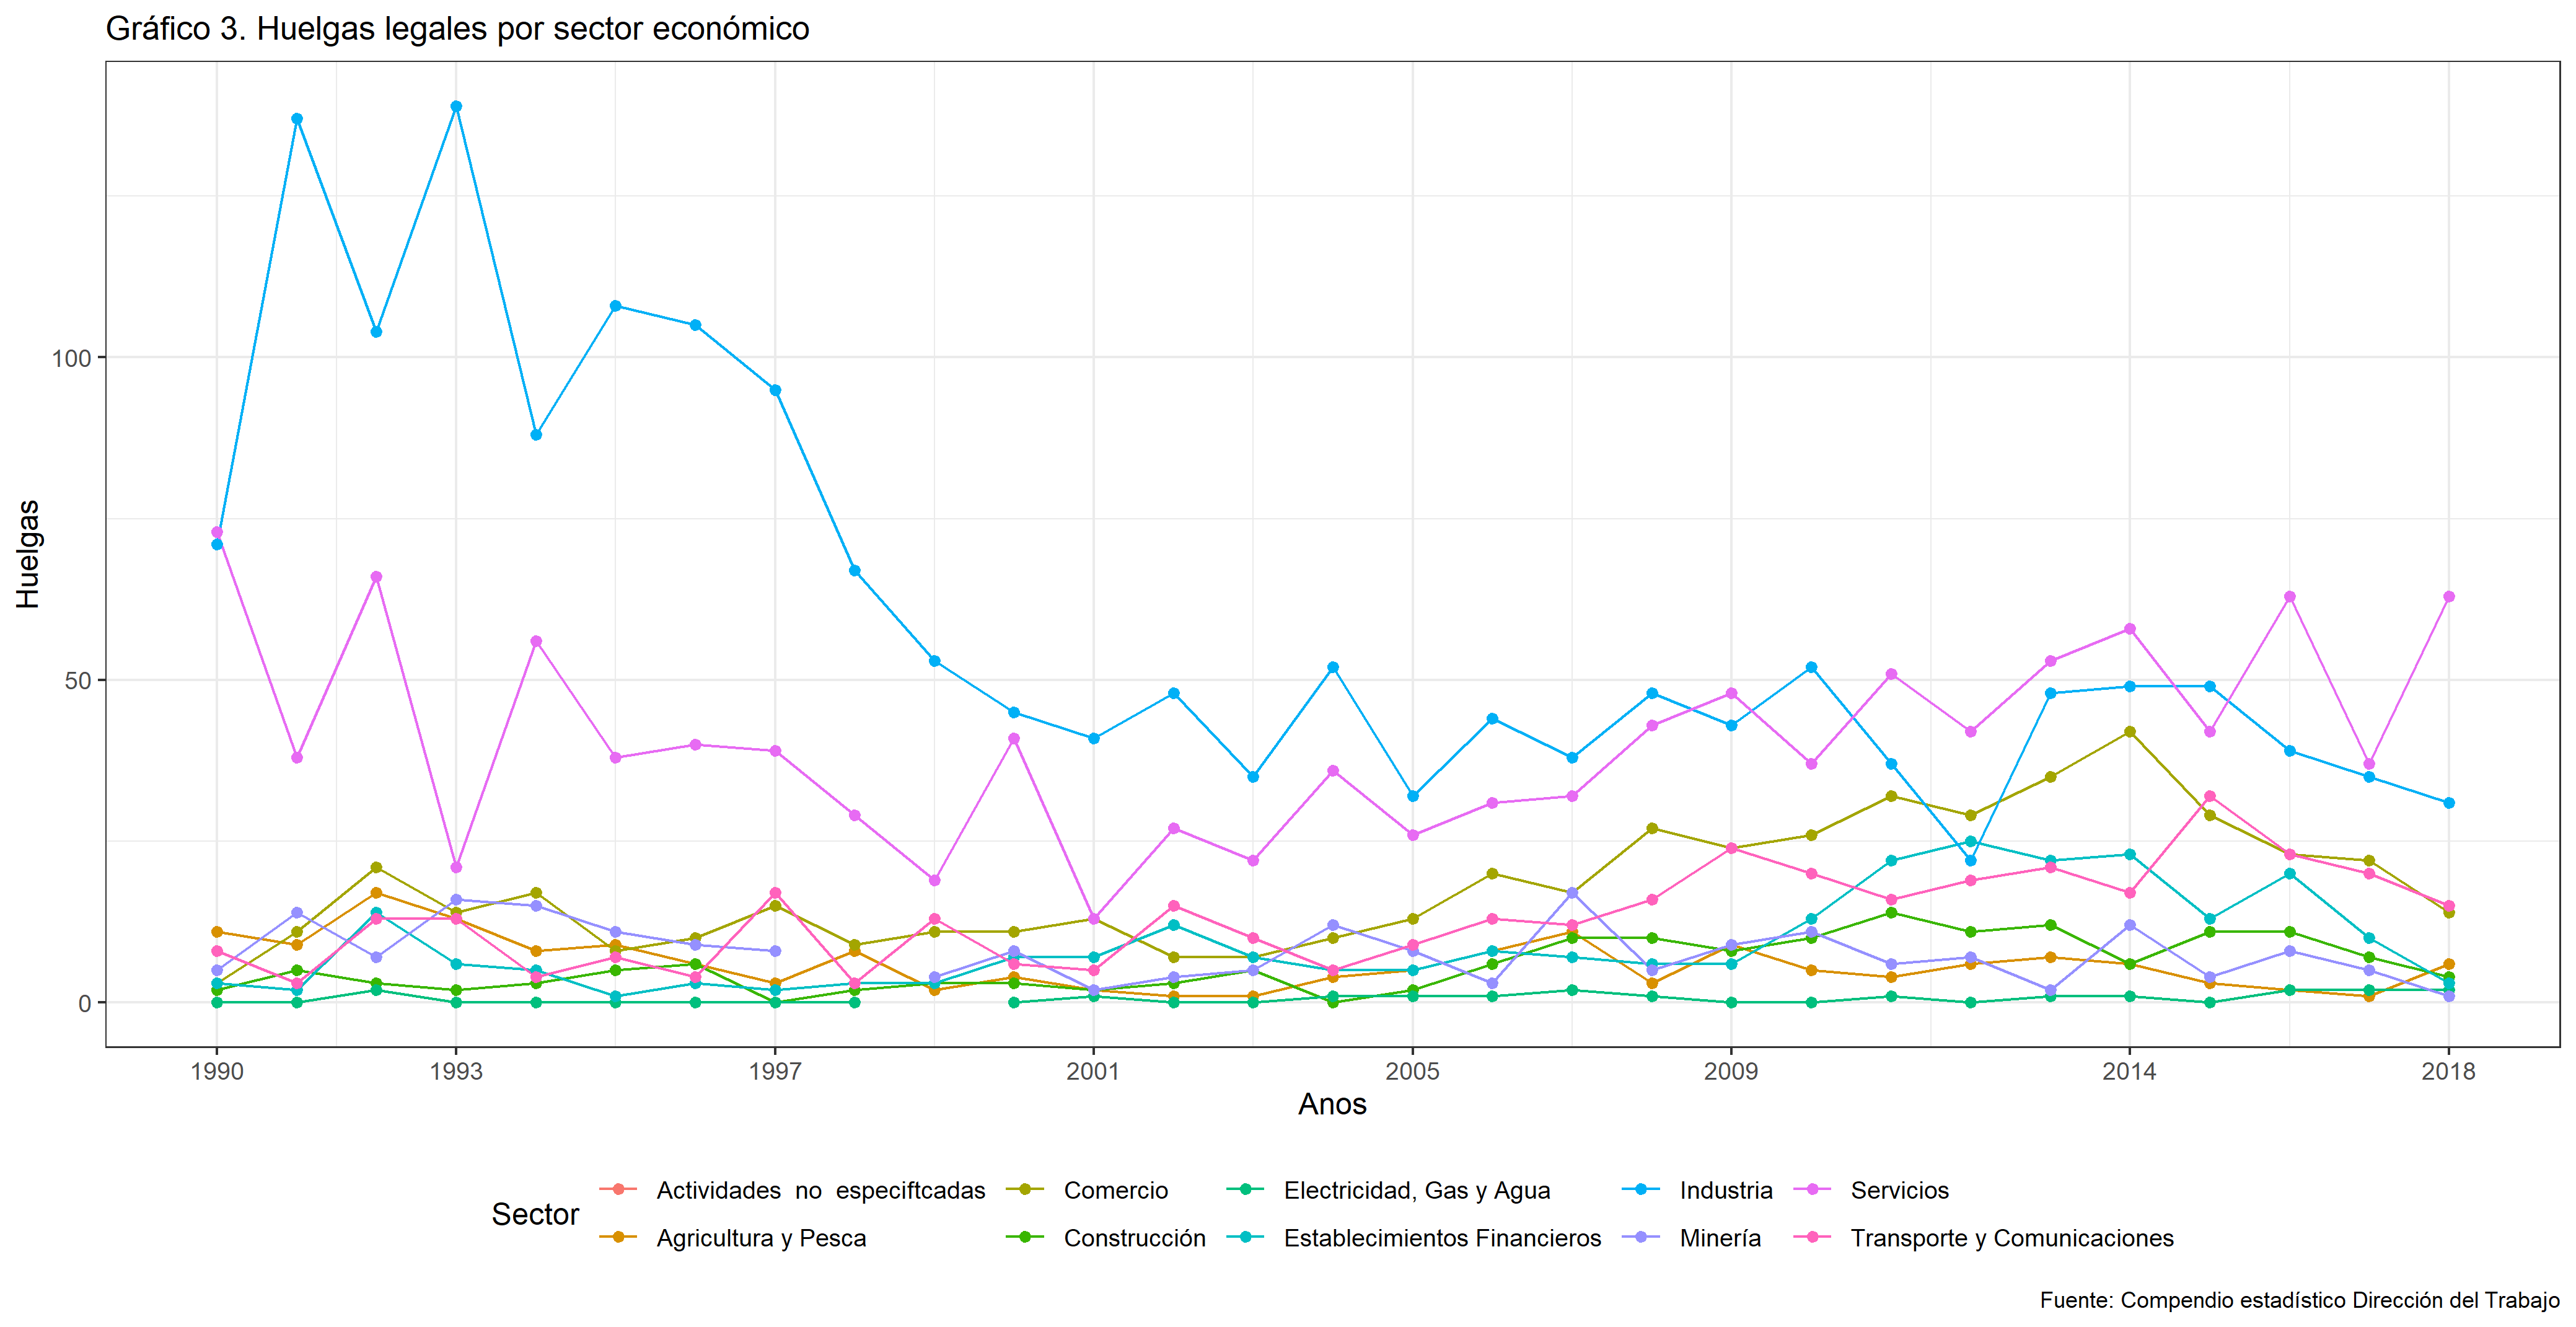 Gráfico 3. Huelgas legales por sector económico
100
50
0
Huelgas
1990 1993 1997 2001 2005 2009 2014 2018
Anos
Sector
Actividades no especiftcadas Comercio Electricidad, Gas y Agua Industria Servicios
Agricultura y Pesca Construcción Establecimientos Financieros Minería Transporte y Comunicaciones
Fuente: Compendio estadístico Dirección del Trabajo